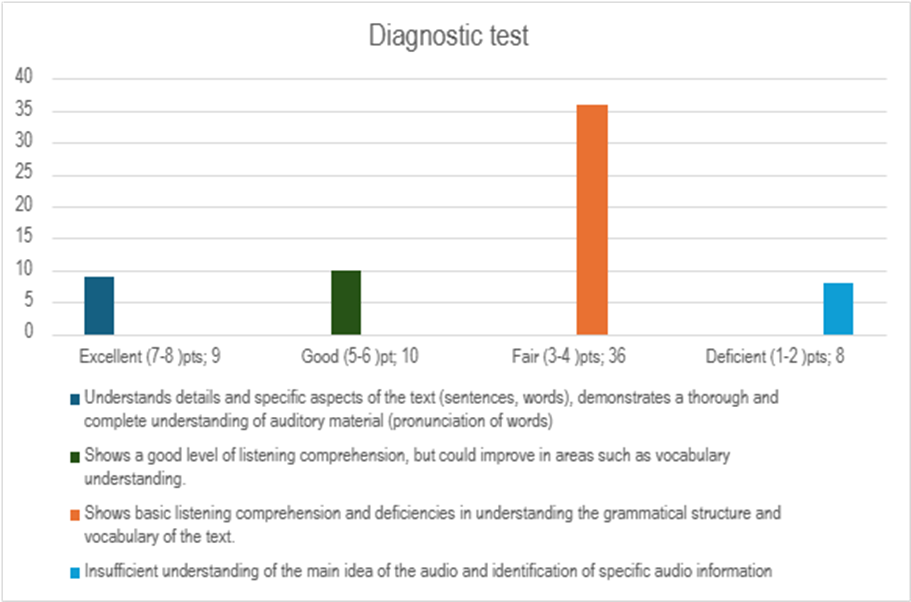 Diagnostic test
40
35
30
25
20
15
10
5
0
Excellent (7-8 )pts; 9
Good (5-6 )pt; 10
Fair (3-4 )pts; 36
Deficient (1-2 )pts; 8
Understands details and specific aspects of the text (sentences, words), demonstrates a thorough and
complete understanding of auditory material (pronunciation of words)
Shows a good level of listening comprehension, but could improve in areas such as vocabulary
understanding.
Shows basic listening comprehension and deficiencies in understanding the grammatical structure and
vocabulary of the text.
Insufficient understanding of the main idea of the audio and identification of specific audio information